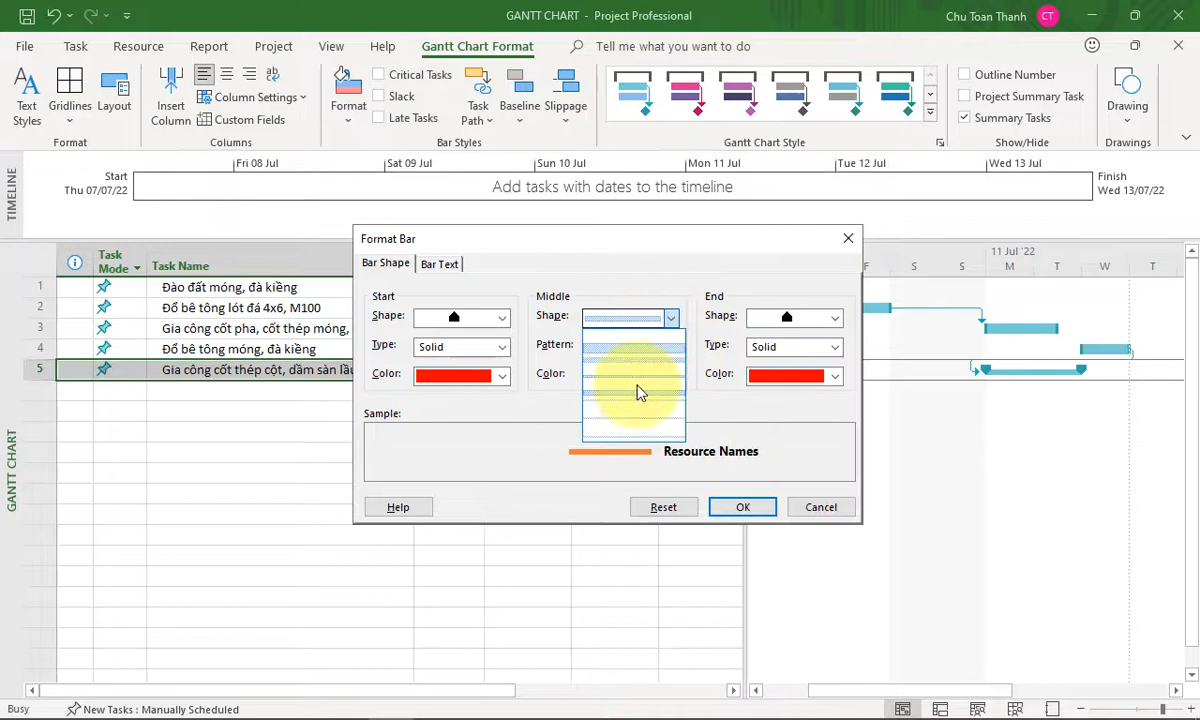 GANTT CHART - Project Professional
Chu Toan Thanh
CT
File
Task
Resource
Report
Project
View
Help
Gantt Chart Format
Tell me what you want to do
Text Styles
Gridlines
Layout
Format
Insert Column
Column Settings
Custom Fields
Columns
Format
Critical Tasks
Slack
Late Tasks
Task Path
Baseline
Slippage
Bar Styles
Gantt Chart Style
Outline Number
Project Summary Task
Summary Tasks
Show/Hide
Drawing
Drawings
TIMELINE
Start
Thu 07/07/22
Fri 08 Jul
Sat 09 Jul
Sun 10 Jul
Mon 11 Jul
Tue 12 Jul
Wed 13 Jul
Add tasks with dates to the timeline
Finish
Wed 13/07/22
GANTT CHART
Task Mode
Task Name
1 Đào đất móng, đà kiềng
2 Đổ bê tông lót đá 4x6, M100
3 Gia công cốt pha, cốt thép móng,
4 Đổ bê tông móng, đà kiềng
5 Gia công cốt thép cột, dầm sàn lầu
11 Jul '22
F S S M T W T
Format Bar
Bar Shape
Bar Text
Start
Shape:
Type: Solid
Color:
Middle
Shape:
Pattern:
Color:
End
Shape:
Type: Solid
Color:
Sample:
Resource Names
Help
Reset
OK
Cancel
Busy
New Tasks : Manually Scheduled